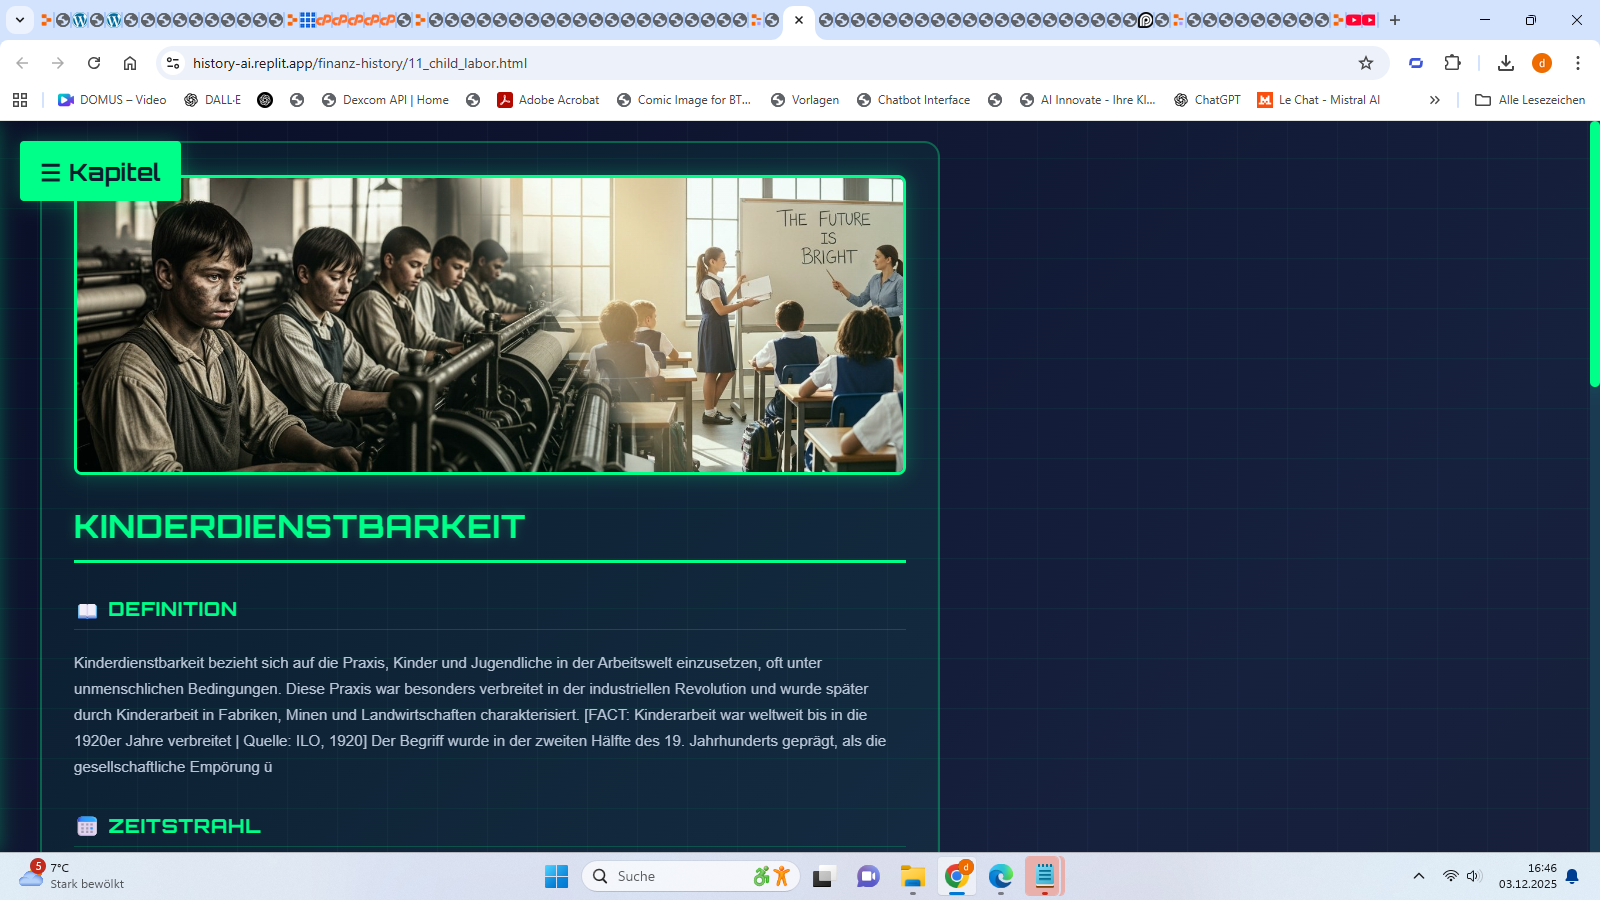 history-ai.replit.app/finanz-history/11_child_labor.html
d
DOMUS – Video
DALL·E
Dexcom API | Home
Adobe Acrobat
Comic Image for BT...
Vorlagen
Chatbot Interface
AI Innovate - Ihre KI...
ChatGPT
Le Chat - Mistral AI
Alle Lesezeichen
☰ Kapitel
THE FUTURE
IS
BRIGHT
KINDERDIENSTBARKEIT
DEFINITION
Kinderdienstbarkeit bezieht sich auf die Praxis, Kinder und Jugendliche in der Arbeitswelt einzusetzen, oft unter
unmenschlichen Bedingungen. Diese Praxis war besonders verbreitet in der industriellen Revolution und wurde später
durch Kinderarbeit in Fabriken, Minen und Landwirtschaften charakterisiert. [FACT: Kinderarbeit war weltweit bis in die
1920er Jahre verbreitet | Quelle: ILO, 1920] Der Begriff wurde in der zweiten Hälfte des 19. Jahrhunderts geprägt, als die
gesellschaftliche Empörung ü
ZEITSTRAHL
5
7°C
Stark bewölkt
Suche
d
16:46
03.12.2025